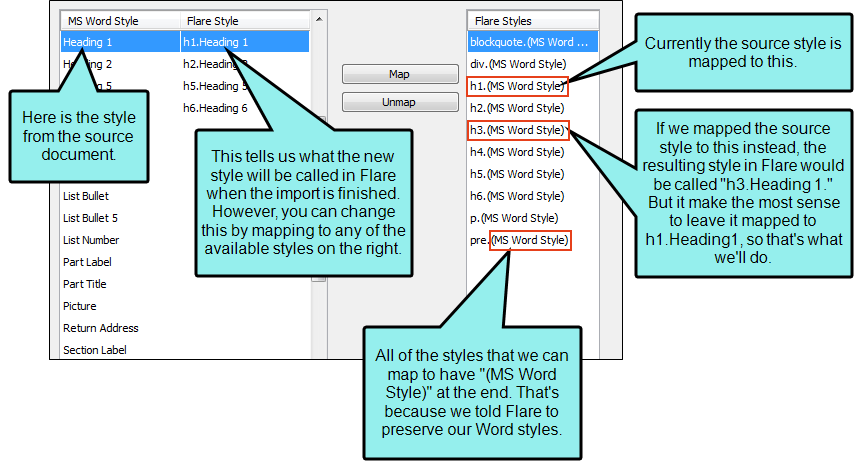 MS Word Style Flare Style
Heading 1 h1.Heading 1
Heading 2 h2.Heading
h5.Heading
h6.Heading 6
List Bullet
List Bullet 5
List Number
Part Label
Part Title
Picture
Return Address
Section Label
Map
Unmap
Flare Styles
blockquote.(MS Word ...
div.(MS Word Style)
h1.(MS Word Style)
h2.(MS Word Style)
h3.(MS Word Style)
h4.(MS Word Style)
h5.(MS Word Style)
h6.(MS Word Style)
p.(MS Word Style)
pre.(MS Word Style)
Here is the style
from the source
document.
This tells us what the new
style will be called in Flare
when the import is finished.
However, you can change
this by mapping to any of the
available styles on the right.
Currently the source style is
mapped to this.
If we mapped the source
style to this instead, the
resulting style in Flare would
be called "h3.Heading 1."
But it make the most sense
to leave it mapped to
h1.Heading1, so that's what
we'll do.
All of the styles that we can
map to have "(MS Word
Style)" at the end. That's
because we told Flare to
preserve our Word styles.